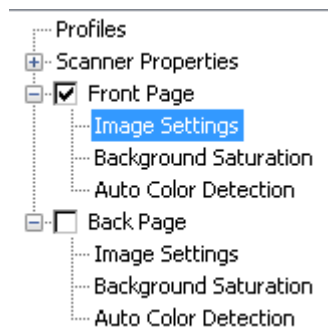 Profiles
Scanner Properties
Front Page
Image Settings
Background Saturation
Auto Color Detection
Back Page
Image Settings
Background Saturation
Auto Color Detection